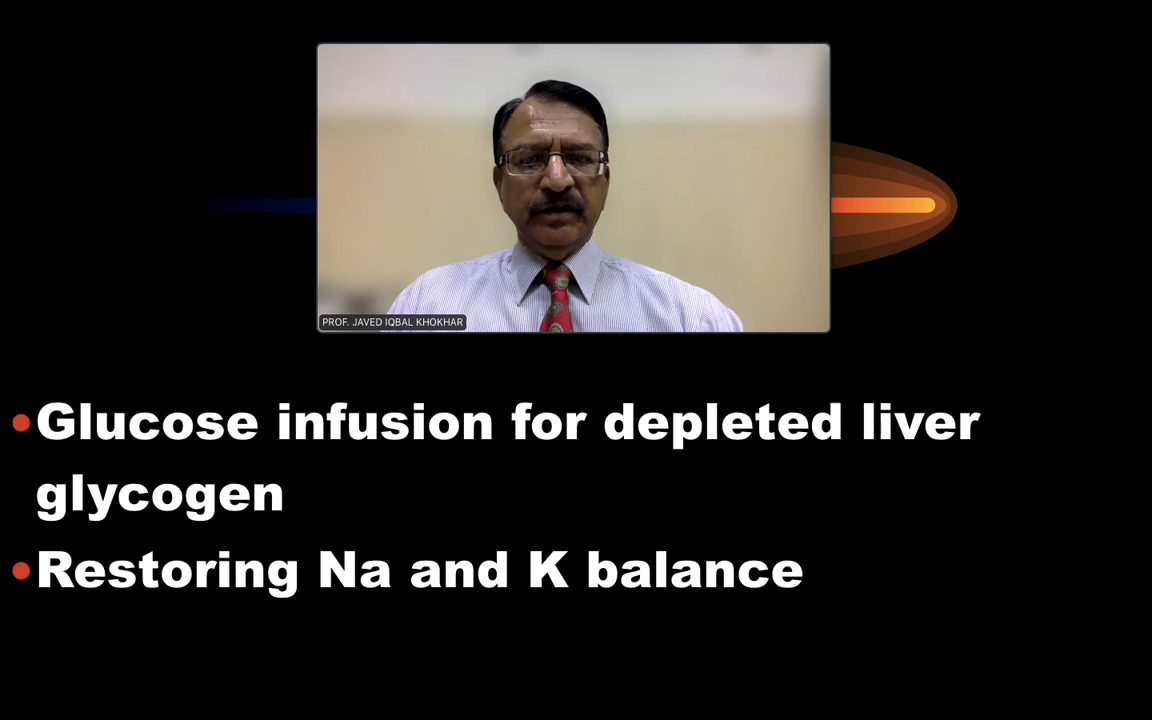 PROF. JAVED IQBAL KHOKHAR
•Glucose infusion for depleted liver
glycogen
•Restoring Na and K balance